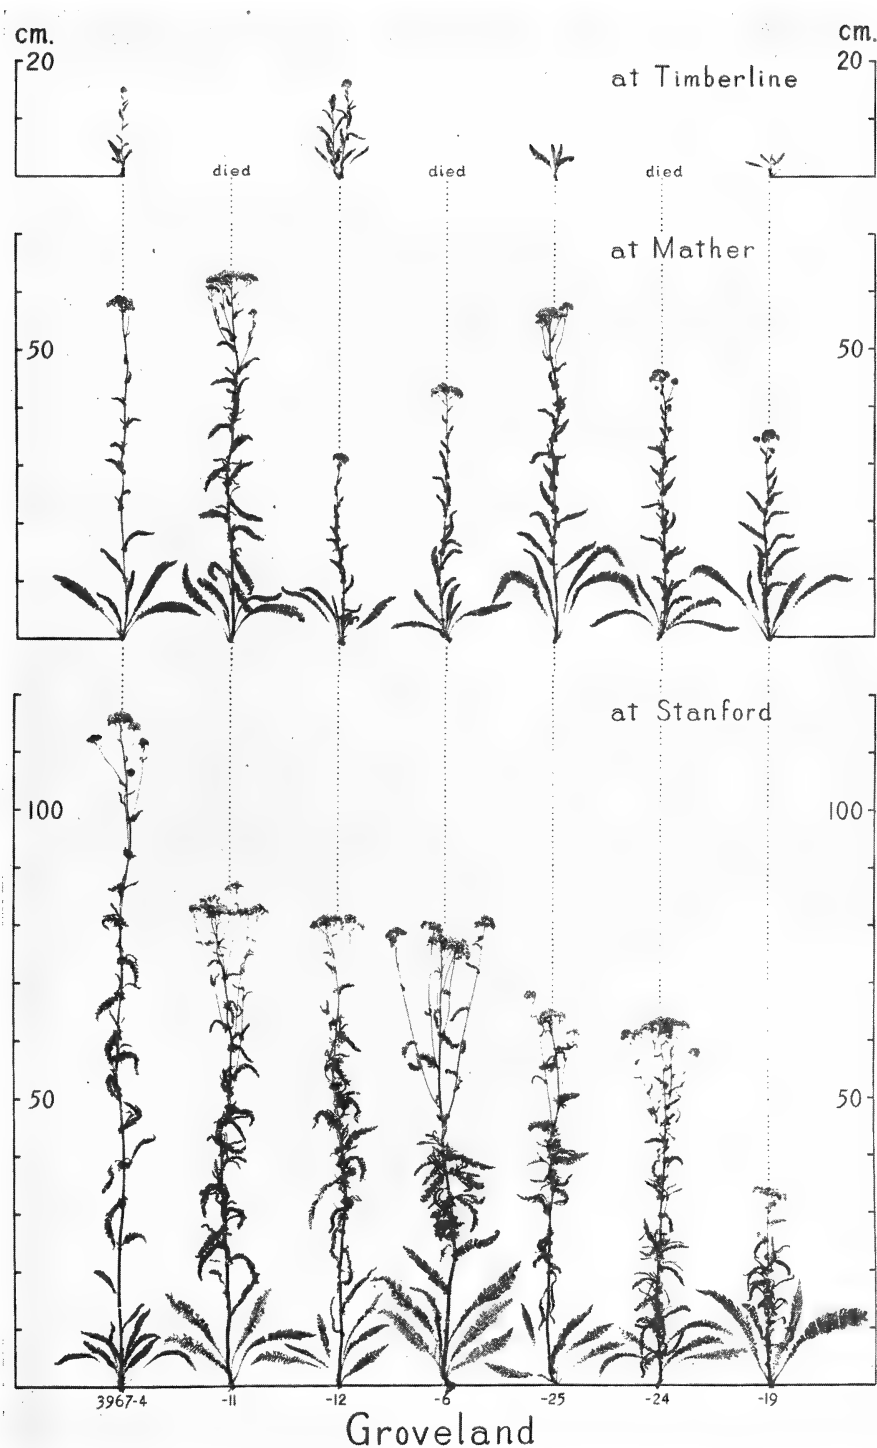 cm. cm.
20 20
at Timberline
died died died
at Mather
50 50
at Stanford
100 100
50 50
3967-4 -11 -12 -6 -25 -24 -19
Groveland